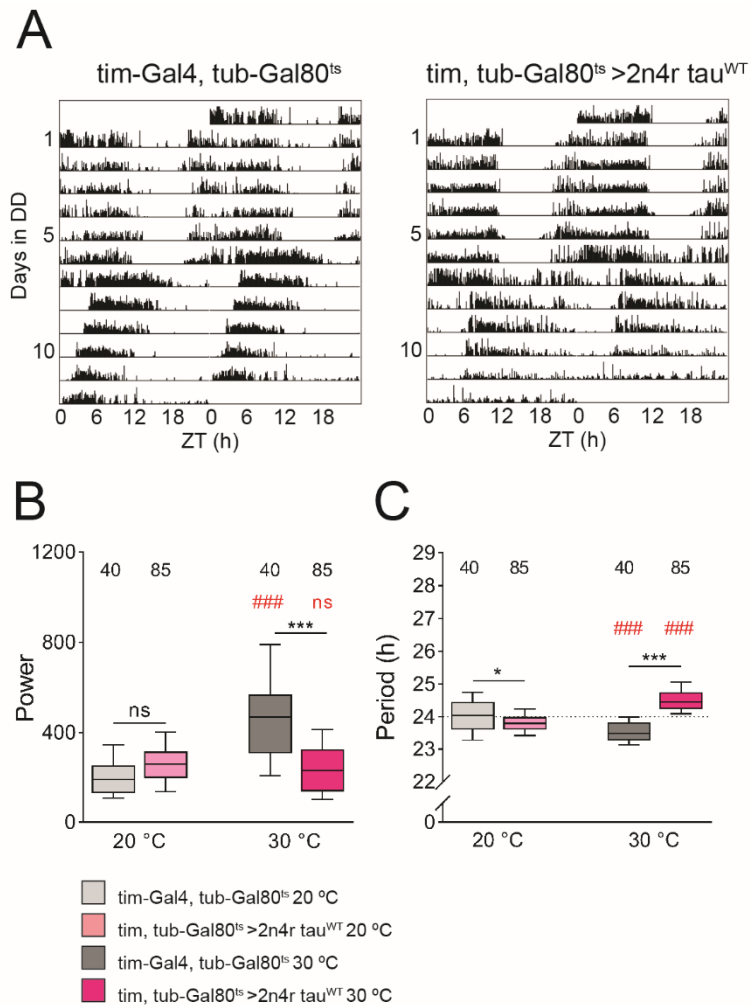 A
tim-Gal4, tub-Gal80ts
tim, tub-Gal80ts >2n4r tauWT
Days in DD
1
5
10
0 6 12 18 0 6 12 18
ZT (h)
1
5
10
0 6 12 18 0 6 12 18
ZT (h)
B
Power
1200
800
400
0
40 85 40 85
### ns
***
ns
20 °C 30 °C
C
Period (h)
29
28
27
26
25
24
23
22
0
40 85 40 85
### ###
* ***
20 °C 30 °C
tim-Gal4, tub-Gal80ts 20 ºC
tim, tub-Gal80ts >2n4r tauWT 20 ºC
tim-Gal4, tub-Gal80ts 30 ºC
tim, tub-Gal80ts >2n4r tauWT 30 ºC